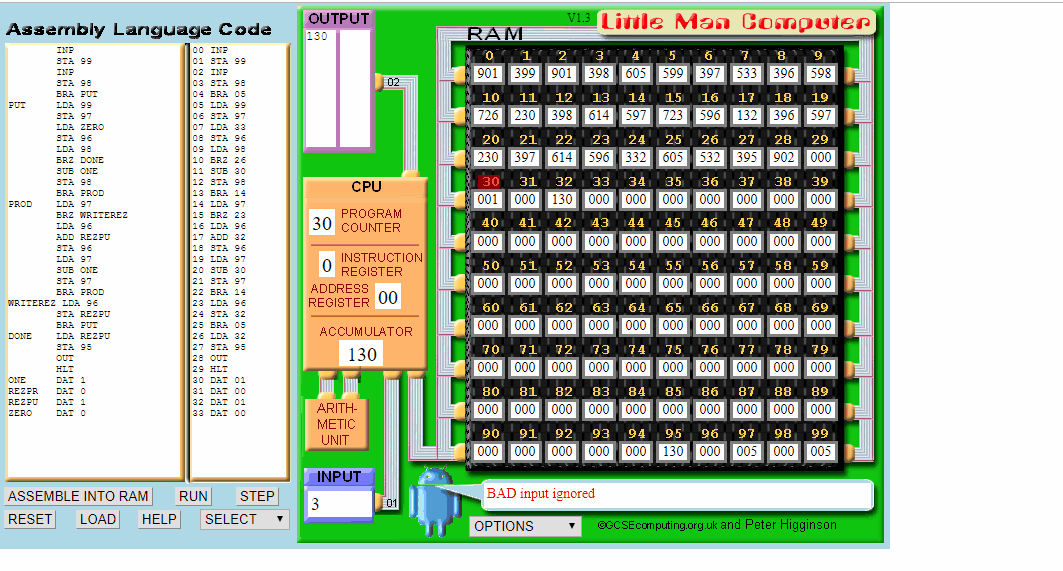 Assembly Language Code
INP
STA 99
INP
STA 98
BRA PUT
PUT LDA 99
STA 97
LDA ZERO
STA 96
LDA 98
BRZ DONE
SUB ONE
STA 98
BRA PROD
PROD LDA 97
BRZ WRITEREZ
LDA 96
ADD REZPU
STA 96
LDA 97
SUB ONE
STA 97
BRA PROD
WRITEREZ LDA 96
STA REZPU
BRA PUT
DONE LDA REZPU
STA 95
OUT
HLT
ONE DAT 1
REZPR DAT 0
REZPU DAT 1
ZERO DAT 0
00 INP
01 STA 99
02 INP
03 STA 98
04 BRA 05
05 LDA 99
06 STA 97
07 LDA 33
08 STA 96
09 LDA 98
10 BRZ 26
11 SUB 30
12 STA 98
13 BRA 14
14 LDA 97
15 BRZ 23
16 LDA 96
17 ADD 32
18 STA 96
19 LDA 97
20 SUB 30
21 STA 97
22 BRA 14
23 LDA 96
24 STA 32
25 BRA 05
26 LDA 32
27 STA 95
28 OUT
29 HLT
30 DAT 01
31 DAT 00
32 DAT 01
33 DAT 00
ASSEMBLE INTO RAM RUN STEP
RESET LOAD HELP SELECT
OUTPUT
130
02
CPU
30 PROGRAM
COUNTER
0 INSTRUCTION
REGISTER
ADDRESS
REGISTER 00
ACCUMULATOR
130
ARITH-
METIC
UNIT
INPUT
3
01
V1.3 Little Man Computer
RAM
0 1 2 3 4 5 6 7 8 9
901 399 901 398 605 599 397 533 396 598
10 11 12 13 14 15 16 17 18 19
726 230 398 614 597 723 596 132 396 597
20 21 22 23 24 25 26 27 28 29
230 397 614 596 332 605 532 395 902 000
30 31 32 33 34 35 36 37 38 39
001 000 130 000 000 000 000 000 000 000
40 41 42 43 44 45 46 47 48 49
000 000 000 000 000 000 000 000 000 000
50 51 52 53 54 55 56 57 58 59
000 000 000 000 000 000 000 000 000 000
60 61 62 63 64 65 66 67 68 69
000 000 000 000 000 000 000 000 000 000
70 71 72 73 74 75 76 77 78 79
000 000 000 000 000 000 000 000 000 000
80 81 82 83 84 85 86 87 88 89
000 000 000 000 000 000 000 000 000 000
90 91 92 93 94 95 96 97 98 99
000 000 000 000 000 130 000 005 000 005
BAD input ignored
OPTIONS
©GCSEcomputing.org.uk and Peter Higginson